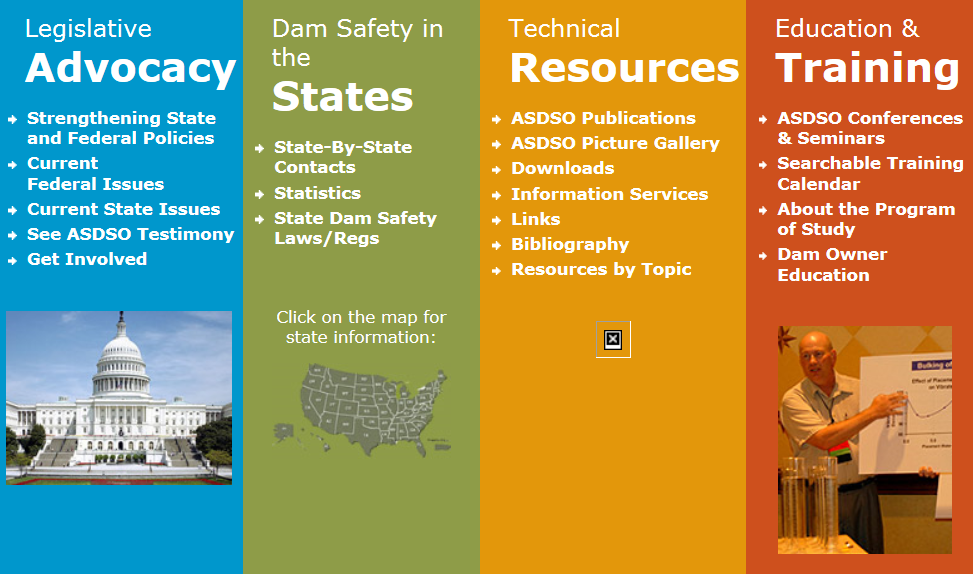 Legislative
Advocacy
Strengthening State
and Federal Policies
Current
Federal Issues
Current State Issues
See ASDSO Testimony
Get Involved
Dam Safety in
the
States
State-By-State
Contacts
Statistics
State Dam Safety
Laws/Regs
Click on the map for
state information:
Technical
Resources
ASDSO Publications
ASDSO Picture Gallery
Downloads
Information Services
Links
Bibliography
Resources by Topic
Education &
Training
ASDSO Conferences
& Seminars
Searchable Training
Calendar
About the Program
of Study
Dam Owner
Education
Bulking of
Effect of
on